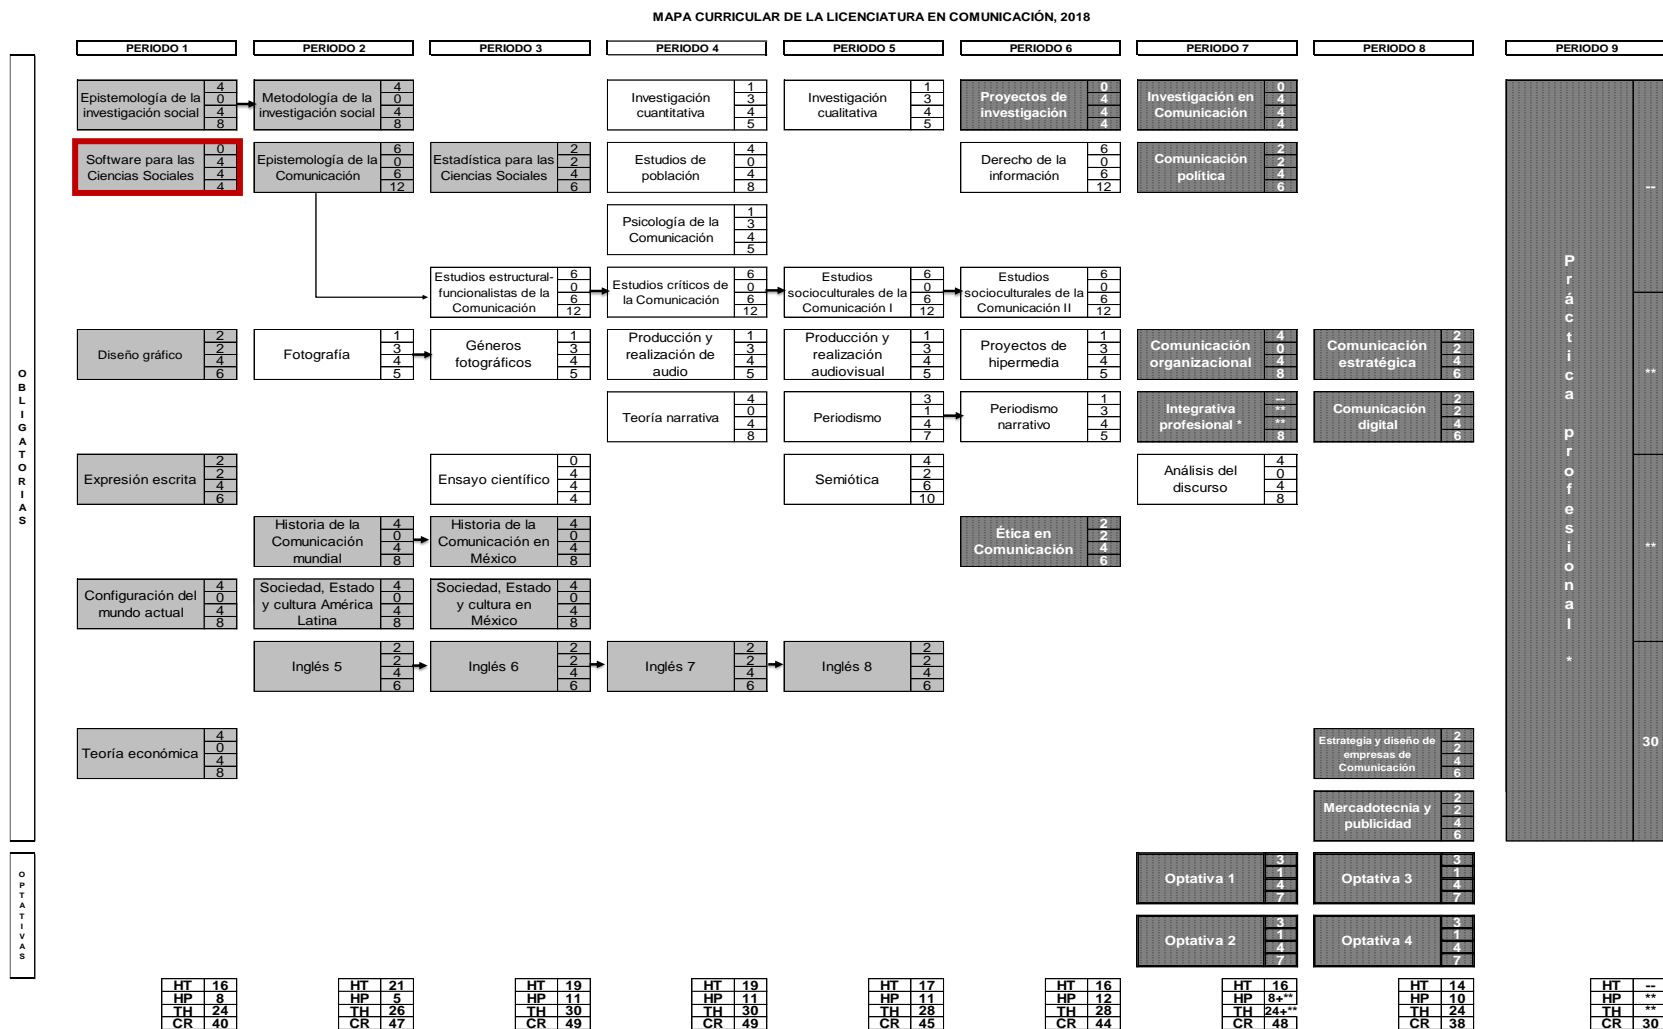 MAPA CURRICULAR DE LA LICENCIATURA EN COMUNICACIÓN, 2018
PERIODO 1
PERIODO 2
PERIODO 3
PERIODO 4
PERIODO 5
PERIODO 6
PERIODO 7
PERIODO 8
PERIODO 9
OBLIGATORIAS
Epistemología de la
investigación social
4
0
4
8
Metodología de la
investigación social
4
0
4
8
Investigación
cuantitativa
1
3
4
5
Investigación
cualitativa
1
3
4
5
Proyectos de
investigación
0
4
4
4
Investigación en
Comunicación
0
4
4
4
Software para las
Ciencias Sociales
0
4
4
4
Epistemología de la
Comunicación
6
0
6
12
Estadística para las
Ciencias Sociales
2
2
4
6
Estudios de
población
4
0
4
8
Derecho de la
información
6
0
6
12
Comunicación
política
2
2
4
6
Psicología de la
Comunicación
1
3
4
5
Estudios estructural-
funcionalistas de la
Comunicación
6
0
6
12
Estudios críticos de
la Comunicación
6
0
6
12
Estudios
socioculturales de la
Comunicación I
6
0
6
12
Estudios
socioculturales de la
Comunicación II
6
0
6
12
Diseño gráfico
2
2
4
6
Fotografía
1
3
4
5
Géneros
fotográficos
1
3
4
5
Producción y
realización de
audio
1
3
4
5
Producción y
realización
audiovisual
1
3
4
5
Proyectos de
hipermedia
1
3
4
5
Comunicación
organizacional
4
0
4
8
Comunicación
estratégica
2
2
4
6
Teoría narrativa
4
0
4
8
Periodismo
3
1
4
7
Periodismo
narrativo
1
3
4
5
Integrativa
profesional *
--
**
**
8
Comunicación
digital
2
2
4
6
Expresión escrita
2
2
4
6
Ensayo científico
0
4
4
4
Semiótica
4
2
6
10
Análisis del
discurso
4
0
4
8
Historia de la
Comunicación
mundial
4
0
4
8
Historia de la
Comunicación en
México
4
0
4
8
Ética en
Comunicación
2
2
4
6
Configuración del
mundo actual
4
0
4
8
Sociedad, Estado
y cultura América
Latina
4
0
4
8
Sociedad, Estado
y cultura en
México
4
0
4
8
Inglés 5
2
2
4
6
Inglés 6
2
2
4
6
Inglés 7
2
2
4
6
Inglés 8
2
2
4
6
Teoría económica
4
0
4
8
Estrategia y diseño de
empresas de
Comunicación
2
2
4
6
Mercadotecnia y
publicidad
2
2
4
6
Práctica profesional *
--
**
**
30
OPTATIVAS
Optativa 1
3
1
4
7
Optativa 3
3
1
4
7
Optativa 2
3
1
4
7
Optativa 4
3
1
4
7
HT 16
HP 8
TH 24
CR 40
HT 21
HP 5
TH 26
CR 47
HT 19
HP 11
TH 30
CR 49
HT 19
HP 11
TH 30
CR 49
HT 17
HP 11
TH 28
CR 45
HT 16
HP 12
TH 28
CR 44
HT 16
HP 8+**
TH 24+**
CR 48
HT 14
HP 10
TH 24
CR 38
HT --
HP **
TH **
CR 30